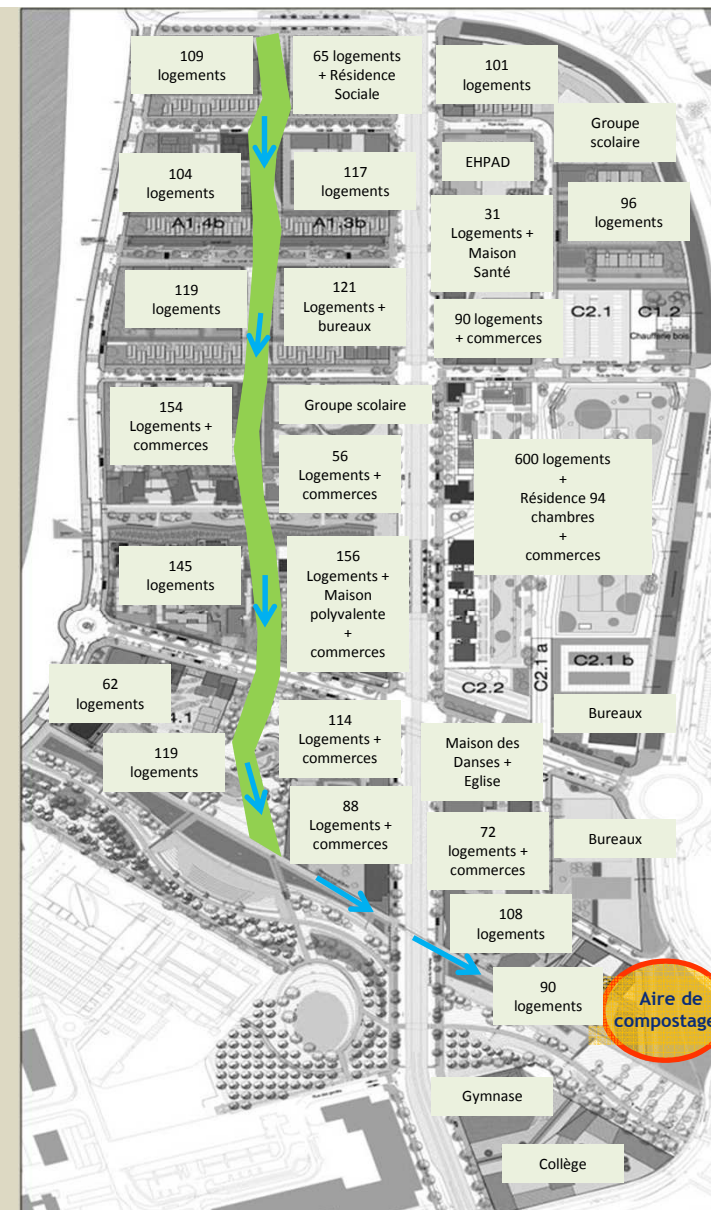 109
logements
65 logements
+ Résidence
Sociale
101
logements
Groupe
scolaire
104
logements
117
logements
EHPAD
96
logements
A1.4b
A1.3b
31
Logements +
Maison
Santé
119
logements
121
Logements +
bureaux
90 logements
+ commerces
C2.1
C1.2
Chaufferie bois
154
Logements +
commerces
Groupe scolaire
56
Logements +
commerces
600 logements
+
Résidence 94
chambres
+
commerces
145
logements
156
Logements +
Maison
polyvalente
+
commerces
C2.2
C2.1 a
C2.1 b
62
logements
4.1
119
logements
114
Logements +
commerces
Maison des
Danses +
Eglise
Bureaux
88
Logements +
commerces
72
logements +
commerces
Bureaux
108
logements
90
logements
Aire de
compostage
Gymnase
Collège